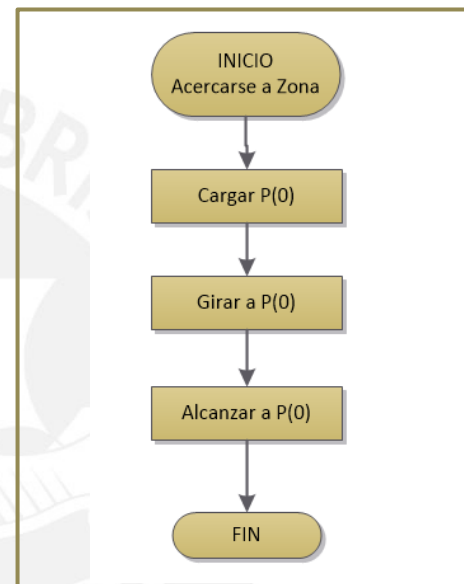 INICIO
Acercarse a Zona
Cargar P(0)
Girar a P(0)
Alcanzar a P(0)
FIN